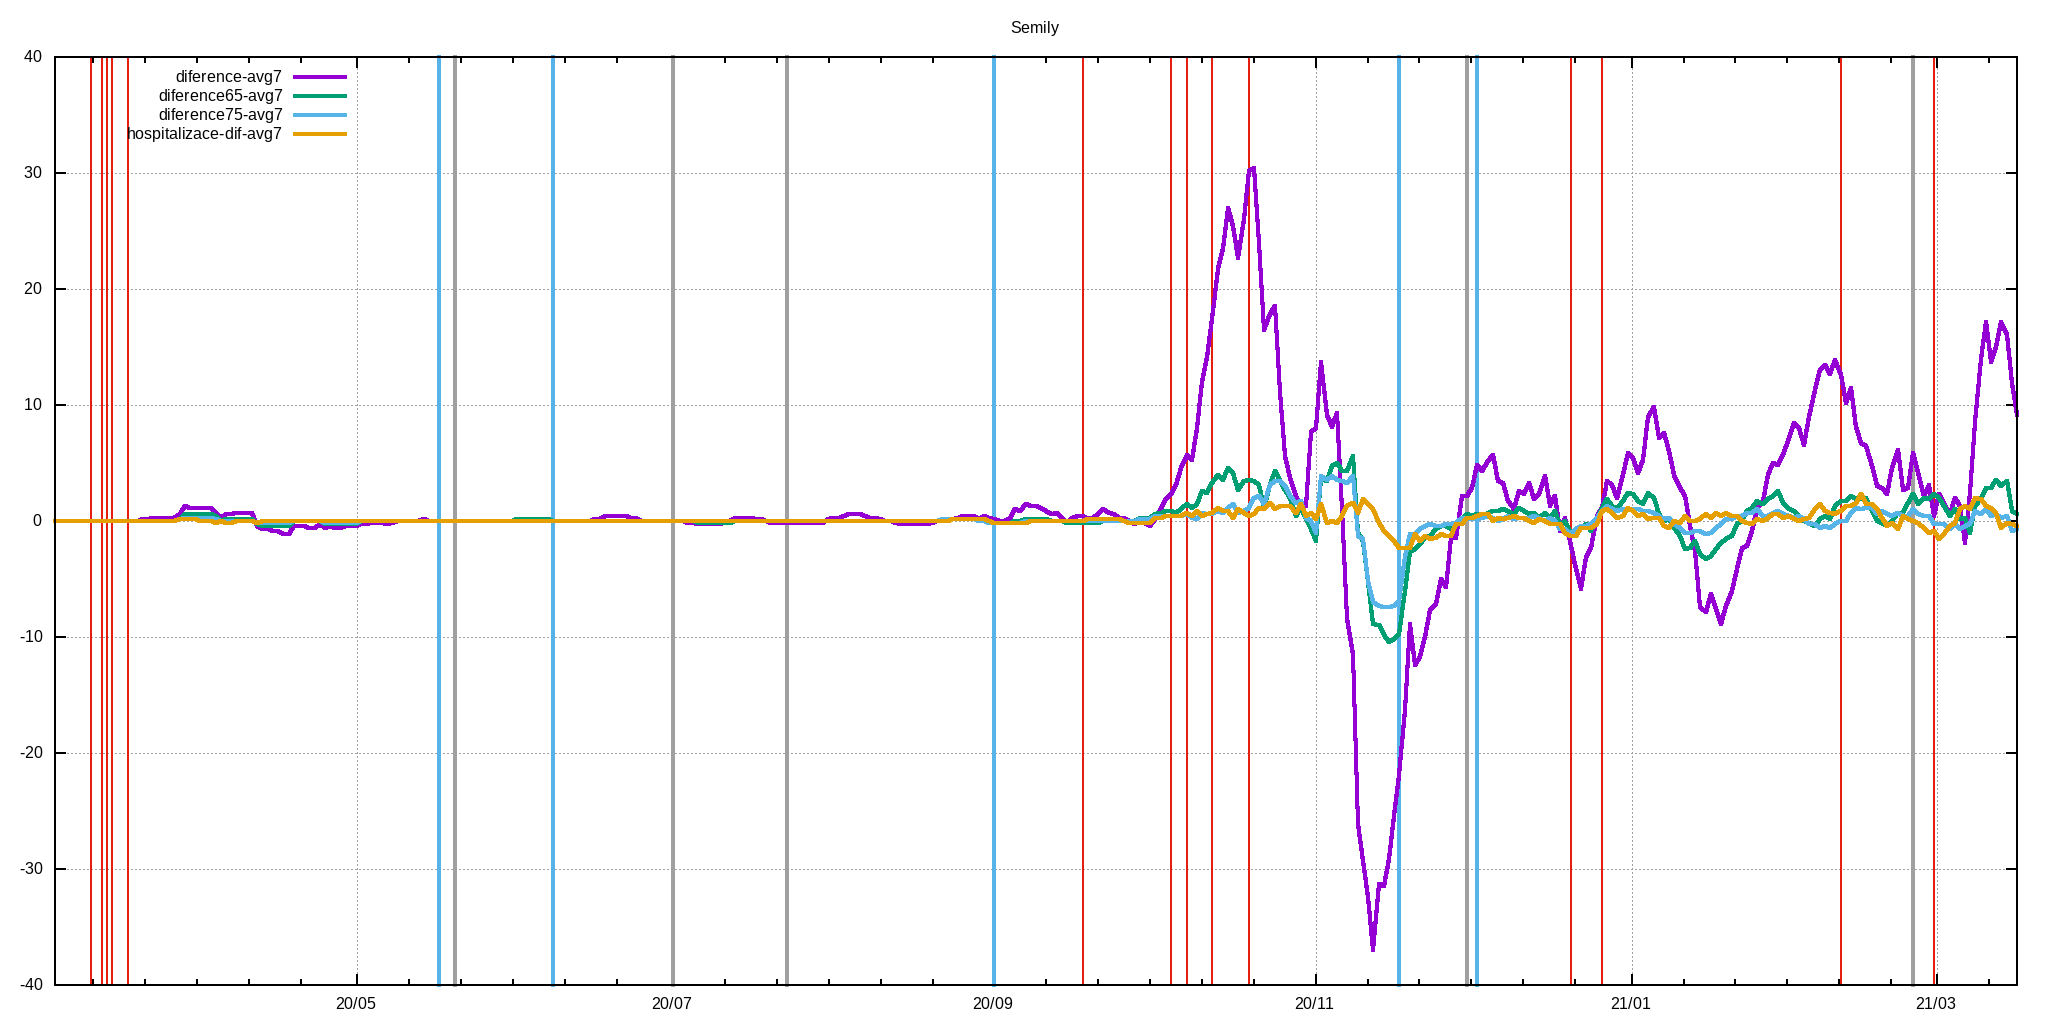 Semily
diference-avg7
diference65-avg7
diference75-avg7
hospitalizace-dif-avg7
40
30
20
10
0
-10
-20
-30
-40
20/05 20/07 20/09 20/11 21/01 21/03